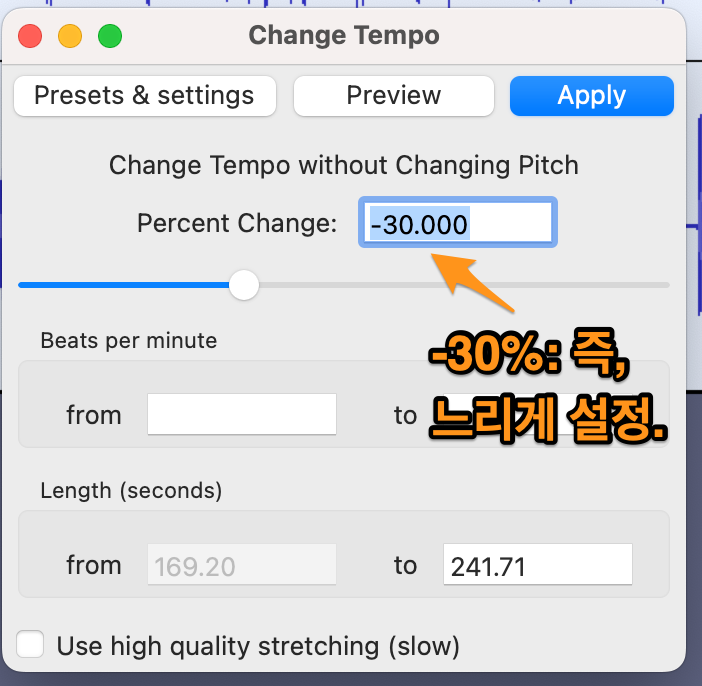 Change Tempo
Presets & settings Preview Apply
Change Tempo without Changing Pitch
Percent Change: -30.000
-30%: 즉,
느리게 설정.
Beats per minute
from to
Length (seconds)
from 169.20 to 241.71
Use high quality stretching (slow)